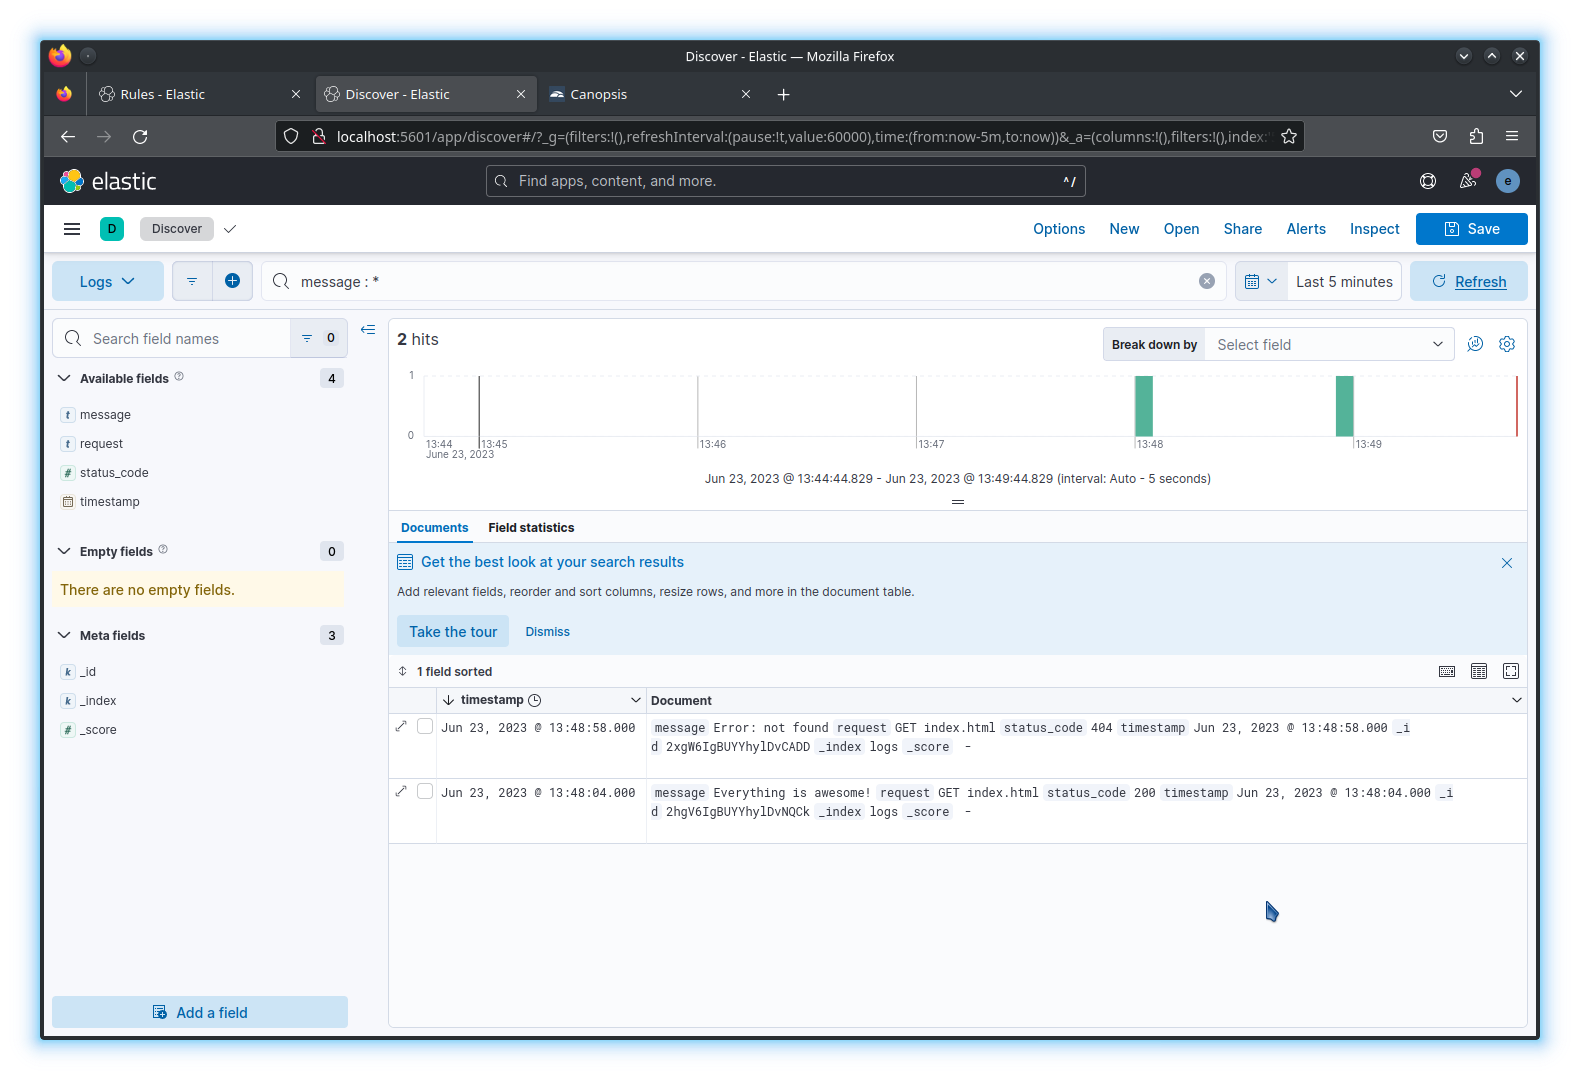 Discover - Elastic — Mozilla Firefox
Rules - Elastic
Discover - Elastic
Canopsis
localhost:5601/app/discover#/?_g=(filters:!(),refreshInterval:(pause:!t,value:60000),time:(from:now-5m,to:now))&_a=(columns:!(),filters:!(),index:'
elastic
Find apps, content, and more.
^/
e
D
Discover
Options
New
Open
Share
Alerts
Inspect
Save
Logs
message : *
Last 5 minutes
Refresh
Search field names
0
2 hits
Break down by
Select field
Available fields
4
t message
t request
# status_code
timestamp
1
0
13:44
13:45
13:46
13:47
13:48
13:49
June 23, 2023
Jun 23, 2023 @ 13:44:44.829 - Jun 23, 2023 @ 13:49:44.829 (interval: Auto - 5 seconds)
Documents
Field statistics
Empty fields
0
There are no empty fields.
Get the best look at your search results
Add relevant fields, reorder and sort columns, resize rows, and more in the document table.
Take the tour
Dismiss
Meta fields
3
k _id
k _index
# _score
1 field sorted
timestamp
Document
Jun 23, 2023 @ 13:48:58.000
message Error: not found request GET index.html status_code 404 timestamp Jun 23, 2023 @ 13:48:58.000 _i
d 2xgW6IgBUYYhylDvCADD _index logs _score -
Jun 23, 2023 @ 13:48:04.000
message Everything is awesome! request GET index.html status_code 200 timestamp Jun 23, 2023 @ 13:48:04.000 _i
d 2hgV6IgBUYYhylDvNQCk _index logs _score -
Add a field